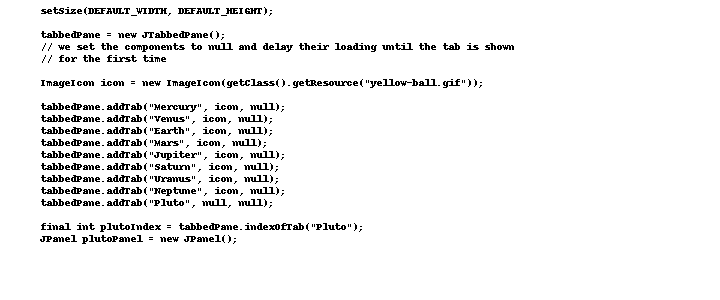 setSize(DEFAULT_WIDTH, DEFAULT_HEIGHT);
tabbedPane = new JTabbedPane();
// we set the components to null and delay their loading until the tab is shown
// for the first time
ImageIcon icon = new ImageIcon(getClass().getResource("yellow-ball.gif"));
tabbedPane.addTab("Mercury", icon, null);
tabbedPane.addTab("Venus", icon, null);
tabbedPane.addTab("Earth", icon, null);
tabbedPane.addTab("Mars", icon, null);
tabbedPane.addTab("Jupiter", icon, null);
tabbedPane.addTab("Saturn", icon, null);
tabbedPane.addTab("Uranus", icon, null);
tabbedPane.addTab("Neptune", icon, null);
tabbedPane.addTab("Pluto", null, null);
final int plutoIndex = tabbedPane.indexOfTab("Pluto");
JPanel plutoPanel = new JPanel();